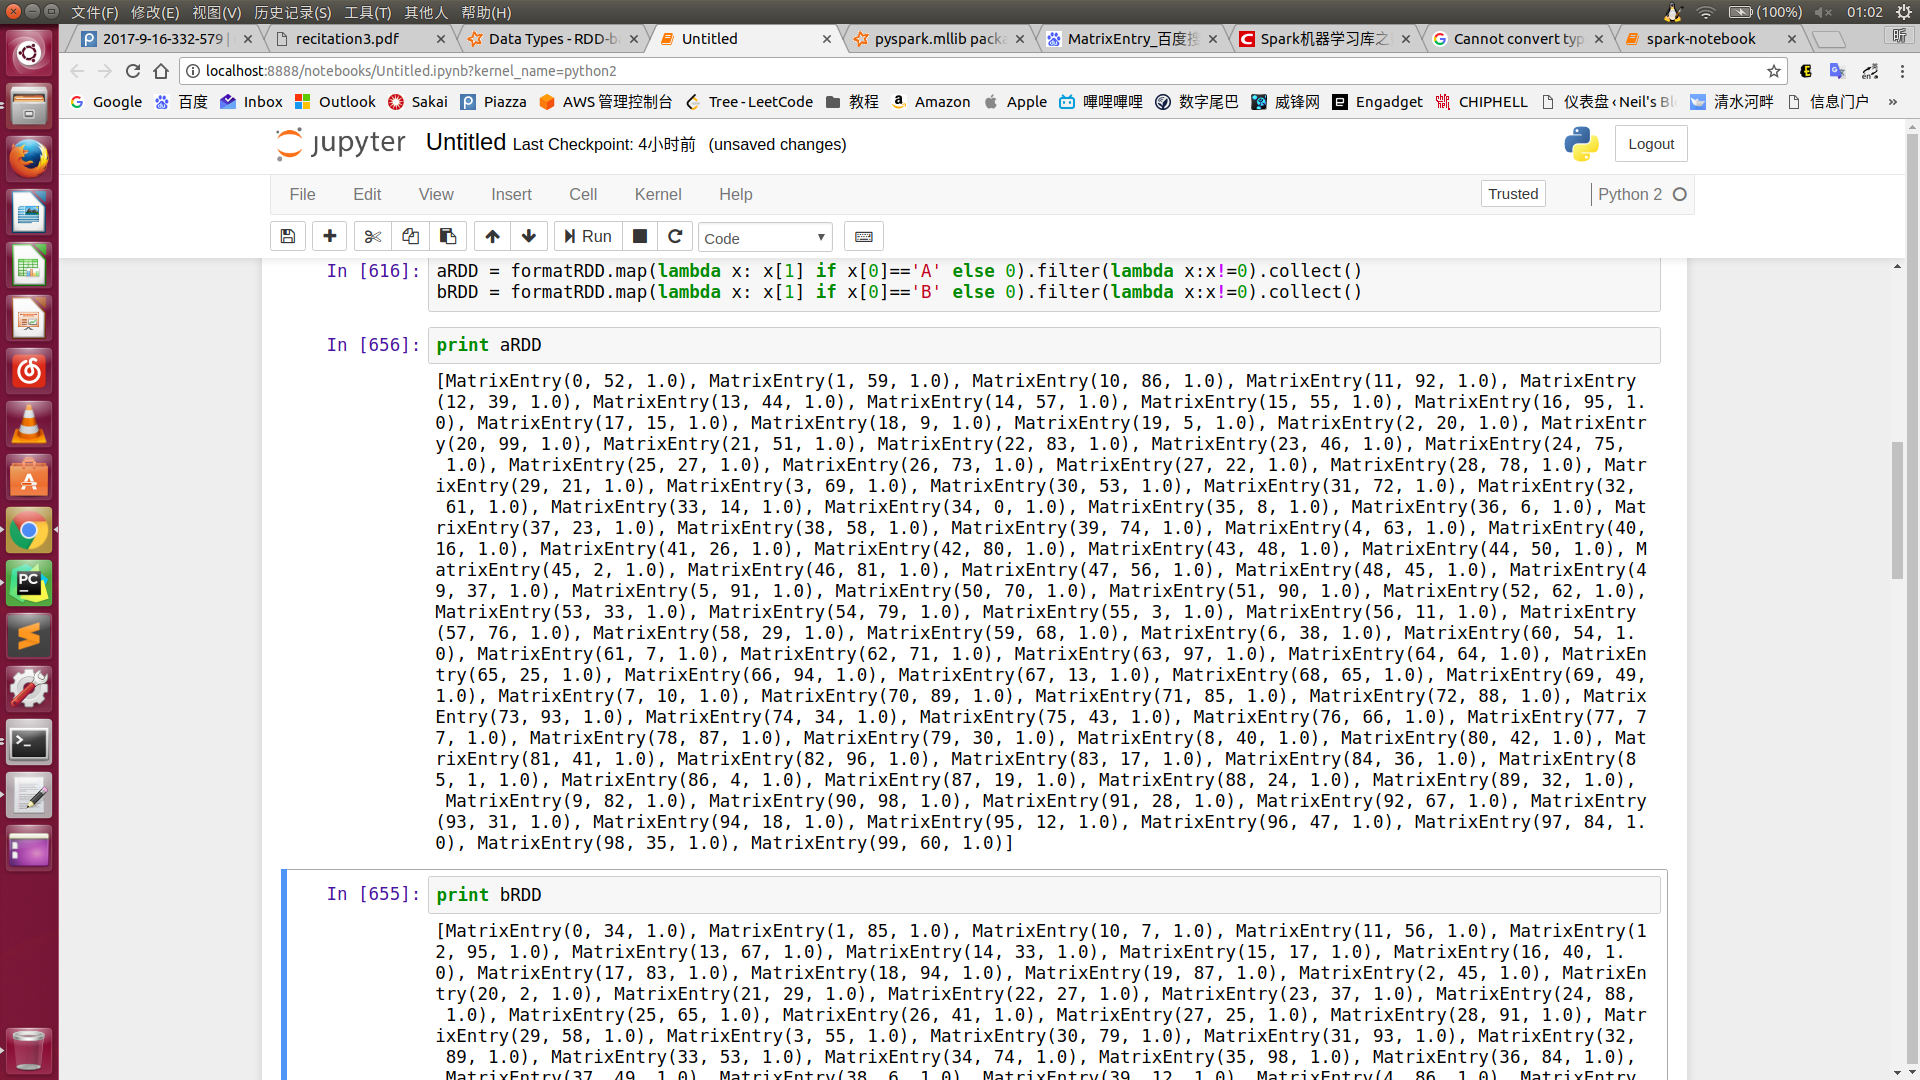 文件(F) 修改(E) 视图(V) 历史记录(S) 工具(T) 其他人 帮助(H) (100%) 01:02
2017-9-16-332-579 | recitation3.pdf Data Types - RDD-b Untitled pyspark.mllib pack MatrixEntry_百度搜 Spark机器学习库之 Cannot convert typ spark-notebook 昕
localhost:8888/notebooks/Untitled.ipynb?kernel_name=python2
Google 百度 Inbox Outlook Sakai Piazza AWS 管理控制台 Tree - LeetCode 教程 Amazon Apple 哔哩哔哩 数字尾巴 威锋网 Engadget CHIPHELL 仪表盘 ‹ Neil's Bl 清水河畔 信息门户 »
jupyter Untitled Last Checkpoint: 4小时前 (unsaved changes) Logout
File Edit View Insert Cell Kernel Help Trusted Python 2
Run Code
In [616]: aRDD = formatRDD.map(lambda x: x[1] if x[0]=='A' else 0).filter(lambda x:x!=0).collect()
bRDD = formatRDD.map(lambda x: x[1] if x[0]=='B' else 0).filter(lambda x:x!=0).collect()
In [656]: print aRDD
[MatrixEntry(0, 52, 1.0), MatrixEntry(1, 59, 1.0), MatrixEntry(10, 86, 1.0), MatrixEntry(11, 92, 1.0), MatrixEntry
(12, 39, 1.0), MatrixEntry(13, 44, 1.0), MatrixEntry(14, 57, 1.0), MatrixEntry(15, 55, 1.0), MatrixEntry(16, 95, 1.
0), MatrixEntry(17, 15, 1.0), MatrixEntry(18, 9, 1.0), MatrixEntry(19, 5, 1.0), MatrixEntry(2, 20, 1.0), MatrixEntr
y(20, 99, 1.0), MatrixEntry(21, 51, 1.0), MatrixEntry(22, 83, 1.0), MatrixEntry(23, 46, 1.0), MatrixEntry(24, 75,
1.0), MatrixEntry(25, 27, 1.0), MatrixEntry(26, 73, 1.0), MatrixEntry(27, 22, 1.0), MatrixEntry(28, 78, 1.0), Matr
ixEntry(29, 21, 1.0), MatrixEntry(3, 69, 1.0), MatrixEntry(30, 53, 1.0), MatrixEntry(31, 72, 1.0), MatrixEntry(32,
61, 1.0), MatrixEntry(33, 14, 1.0), MatrixEntry(34, 0, 1.0), MatrixEntry(35, 8, 1.0), MatrixEntry(36, 6, 1.0), Mat
rixEntry(37, 23, 1.0), MatrixEntry(38, 58, 1.0), MatrixEntry(39, 74, 1.0), MatrixEntry(4, 63, 1.0), MatrixEntry(40,
16, 1.0), MatrixEntry(41, 26, 1.0), MatrixEntry(42, 80, 1.0), MatrixEntry(43, 48, 1.0), MatrixEntry(44, 50, 1.0), M
atrixEntry(45, 2, 1.0), MatrixEntry(46, 81, 1.0), MatrixEntry(47, 56, 1.0), MatrixEntry(48, 45, 1.0), MatrixEntry(4
9, 37, 1.0), MatrixEntry(5, 91, 1.0), MatrixEntry(50, 70, 1.0), MatrixEntry(51, 90, 1.0), MatrixEntry(52, 62, 1.0),
MatrixEntry(53, 33, 1.0), MatrixEntry(54, 79, 1.0), MatrixEntry(55, 3, 1.0), MatrixEntry(56, 11, 1.0), MatrixEntry
(57, 76, 1.0), MatrixEntry(58, 29, 1.0), MatrixEntry(59, 68, 1.0), MatrixEntry(6, 38, 1.0), MatrixEntry(60, 54, 1.
0), MatrixEntry(61, 7, 1.0), MatrixEntry(62, 71, 1.0), MatrixEntry(63, 97, 1.0), MatrixEntry(64, 64, 1.0), MatrixEn
try(65, 25, 1.0), MatrixEntry(66, 94, 1.0), MatrixEntry(67, 13, 1.0), MatrixEntry(68, 65, 1.0), MatrixEntry(69, 49,
1.0), MatrixEntry(7, 10, 1.0), MatrixEntry(70, 89, 1.0), MatrixEntry(71, 85, 1.0), MatrixEntry(72, 88, 1.0), Matrix
Entry(73, 93, 1.0), MatrixEntry(74, 34, 1.0), MatrixEntry(75, 43, 1.0), MatrixEntry(76, 66, 1.0), MatrixEntry(77, 7
7, 1.0), MatrixEntry(78, 87, 1.0), MatrixEntry(79, 30, 1.0), MatrixEntry(8, 40, 1.0), MatrixEntry(80, 42, 1.0), Mat
rixEntry(81, 41, 1.0), MatrixEntry(82, 96, 1.0), MatrixEntry(83, 17, 1.0), MatrixEntry(84, 36, 1.0), MatrixEntry(8
5, 1, 1.0), MatrixEntry(86, 4, 1.0), MatrixEntry(87, 19, 1.0), MatrixEntry(88, 24, 1.0), MatrixEntry(89, 32, 1.0),
MatrixEntry(9, 82, 1.0), MatrixEntry(90, 98, 1.0), MatrixEntry(91, 28, 1.0), MatrixEntry(92, 67, 1.0), MatrixEntry
(93, 31, 1.0), MatrixEntry(94, 18, 1.0), MatrixEntry(95, 12, 1.0), MatrixEntry(96, 47, 1.0), MatrixEntry(97, 84, 1.
0), MatrixEntry(98, 35, 1.0), MatrixEntry(99, 60, 1.0)]
In [655]: print bRDD
[MatrixEntry(0, 34, 1.0), MatrixEntry(1, 85, 1.0), MatrixEntry(10, 7, 1.0), MatrixEntry(11, 56, 1.0), MatrixEntry(1
2, 95, 1.0), MatrixEntry(13, 67, 1.0), MatrixEntry(14, 33, 1.0), MatrixEntry(15, 17, 1.0), MatrixEntry(16, 40, 1.
0), MatrixEntry(17, 83, 1.0), MatrixEntry(18, 94, 1.0), MatrixEntry(19, 87, 1.0), MatrixEntry(2, 45, 1.0), MatrixEn
try(20, 2, 1.0), MatrixEntry(21, 29, 1.0), MatrixEntry(22, 27, 1.0), MatrixEntry(23, 37, 1.0), MatrixEntry(24, 88,
1.0), MatrixEntry(25, 65, 1.0), MatrixEntry(26, 41, 1.0), MatrixEntry(27, 25, 1.0), MatrixEntry(28, 91, 1.0), Matr
ixEntry(29, 58, 1.0), MatrixEntry(3, 55, 1.0), MatrixEntry(30, 79, 1.0), MatrixEntry(31, 93, 1.0), MatrixEntry(32,
89, 1.0), MatrixEntry(33, 53, 1.0), MatrixEntry(34, 74, 1.0), MatrixEntry(35, 98, 1.0), MatrixEntry(36, 84, 1.0),
MatrixEntry(37, 49, 1.0), MatrixEntry(38, 6, 1.0), MatrixEntry(39, 12, 1.0), MatrixEntry(4, 86, 1.0), MatrixEntry